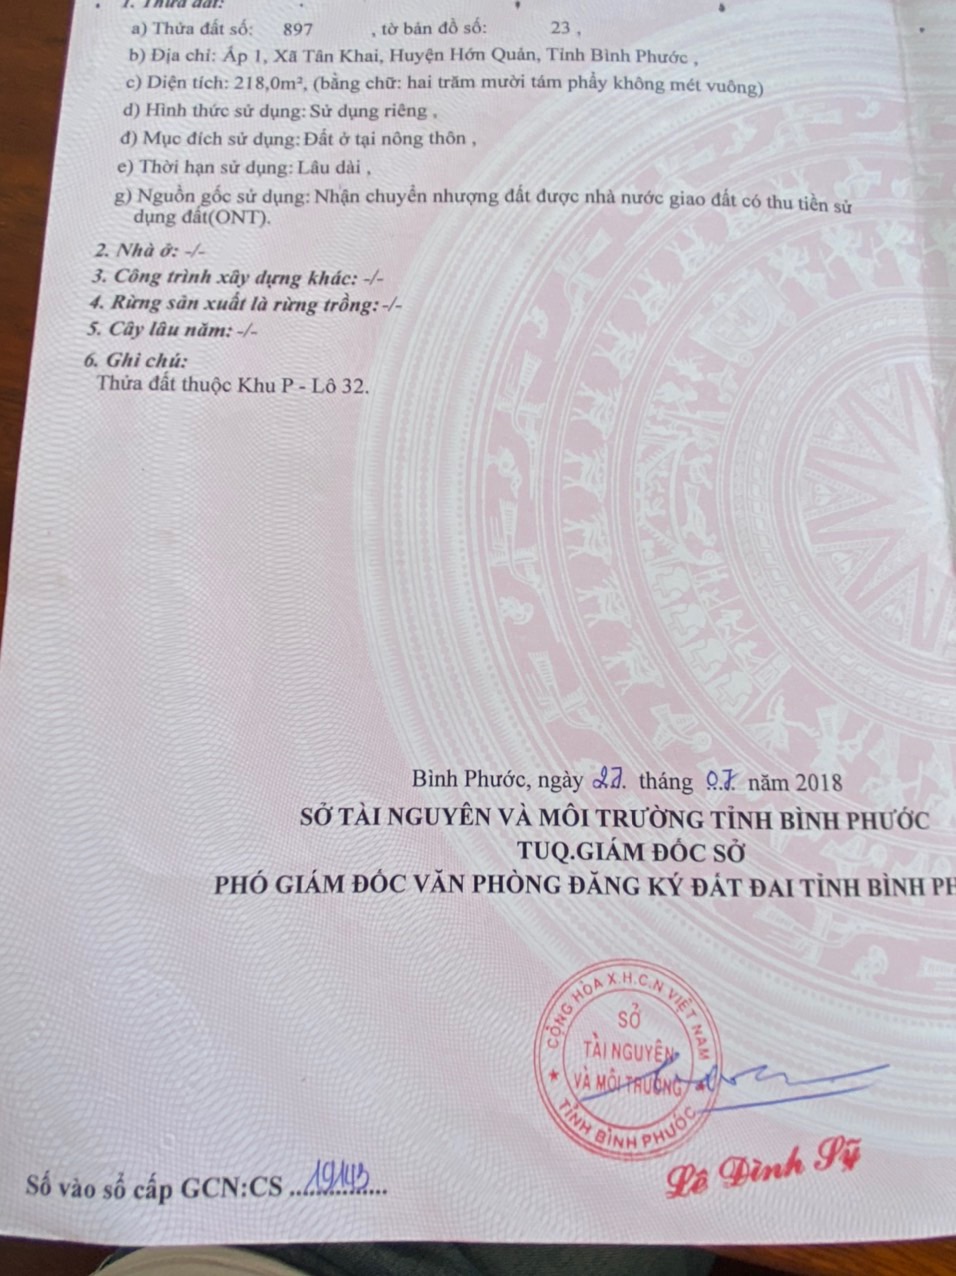 1. Thửa đất:
a) Thửa đất số: 897 , tờ bản đồ số: 23 ,
b) Địa chỉ: Ấp 1, Xã Tân Khai, Huyện Hớn Quản, Tỉnh Bình Phước ,
c) Diện tích: 218,0m², (bằng chữ: hai trăm mười tám phẩy không mét vuông)
d) Hình thức sử dụng: Sử dụng riêng ,
đ) Mục đích sử dụng: Đất ở tại nông thôn ,
e) Thời hạn sử dụng: Lâu dài ,
g) Nguồn gốc sử dụng: Nhận chuyển nhượng đất được nhà nước giao đất có thu tiền sử
dụng đất(ONT).
2. Nhà ở: -/-
3. Công trình xây dựng khác: -/-
4. Rừng sản xuất là rừng trồng: -/-
5. Cây lâu năm: -/-
6. Ghi chú:
Thửa đất thuộc Khu P - Lô 32.
Bình Phước, ngày 27. tháng 0.7. năm 2018
SỞ TÀI NGUYÊN VÀ MÔI TRƯỜNG TỈNH BÌNH PHƯỚC
TUQ.GIÁM ĐỐC SỞ
PHÓ GIÁM ĐỐC VĂN PHÒNG ĐĂNG KÝ ĐẤT ĐAI TỈNH BÌNH PH
CỘNG HÒA X.H.C.N VIỆT NAM
SỞ
TÀI NGUYÊN
VÀ MÔI TRƯỜNG
TỈNH BÌNH PHƯỚC
Lê Đình Sỹ
Số vào sổ cấp GCN:CS ...19143...